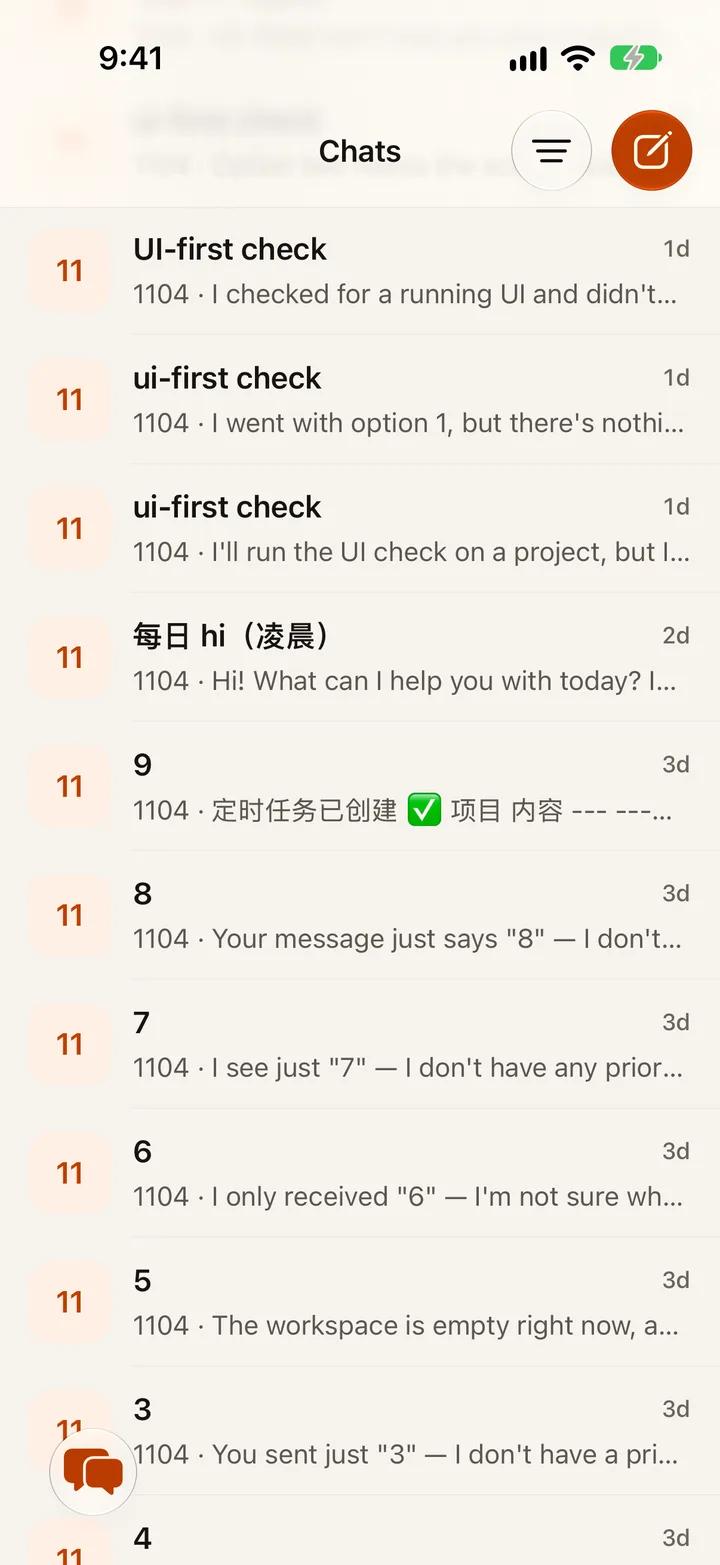 9:41
Chats
11
UI-first check
1d
1104 · I checked for a running UI and didn't...
11
ui-first check
1d
1104 · I went with option 1, but there's nothi...
11
ui-first check
1d
1104 · I'll run the UI check on a project, but I...
11
每日 hi（凌晨）
2d
1104 · Hi! What can I help you with today? I...
11
9
3d
1104 · 定时任务已创建 ✅ 项目 内容 --- ---...
11
8
3d
1104 · Your message just says "8" — I don't...
11
7
3d
1104 · I see just "7" — I don't have any prior...
11
6
3d
1104 · I only received "6" — I'm not sure wh...
11
5
3d
1104 · The workspace is empty right now, a...
11
3
3d
1104 · You sent just "3" — I don't have a pri...
11
4
3d